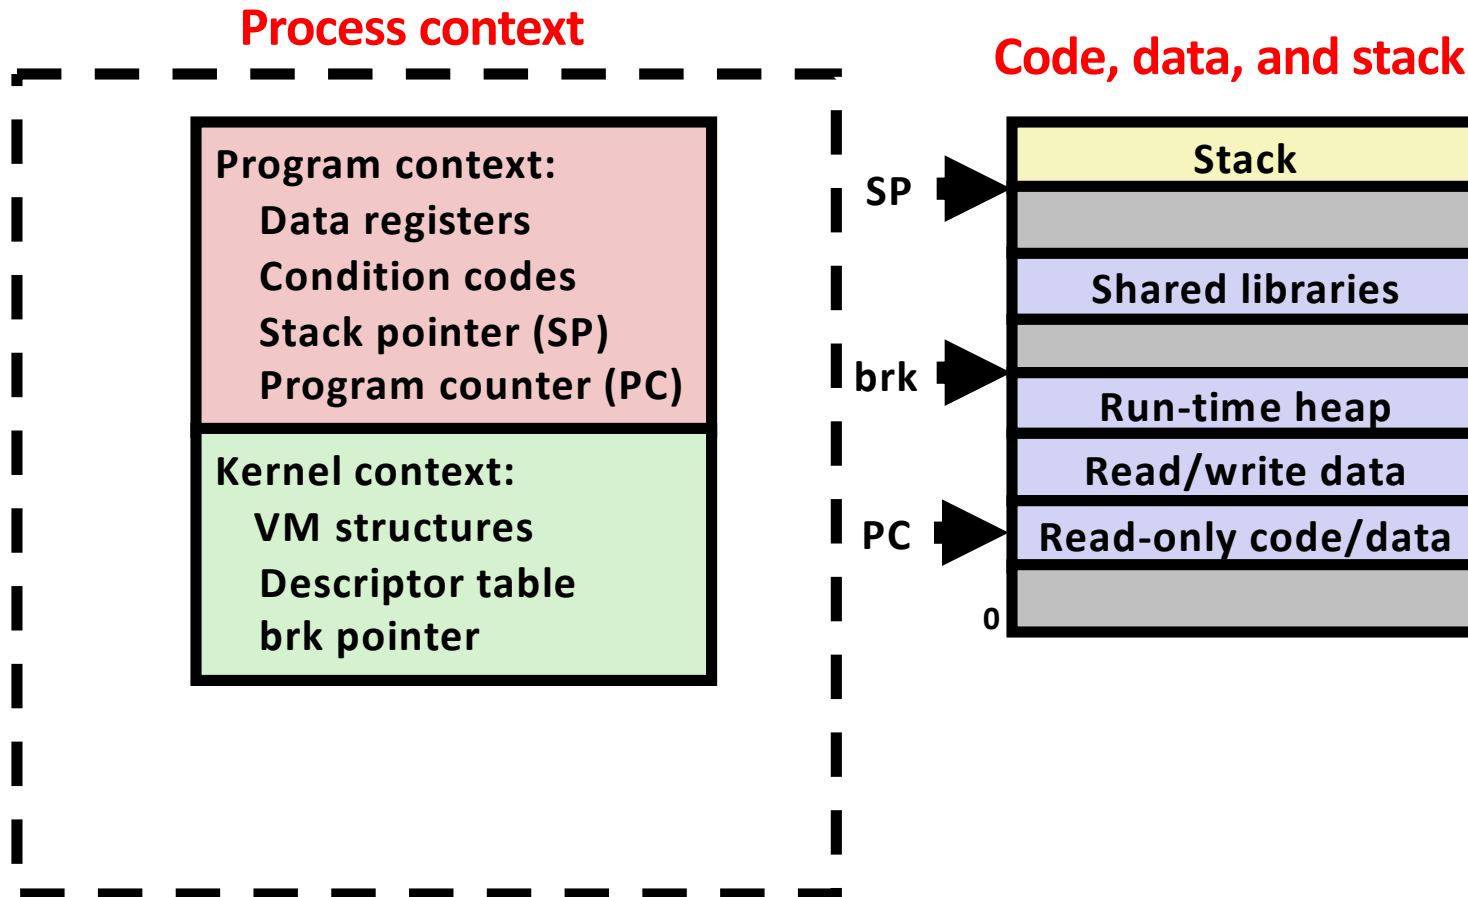 Process context
Program context:
Data registers
Condition codes
Stack pointer (SP)
Program counter (PC)
Kernel context:
VM structures
Descriptor table
brk pointer
Code, data, and stack
Stack
SP
Shared libraries
brk
Run-time heap
Read/write data
PC
Read-only code/data
0